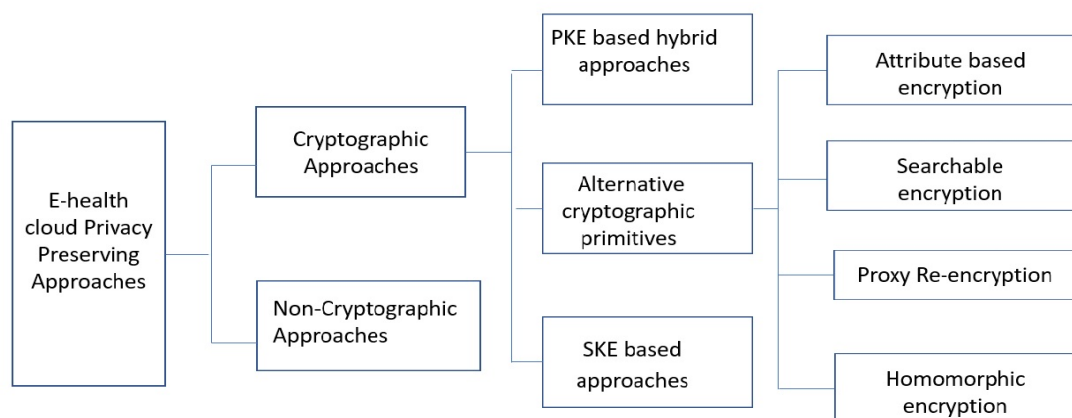 E-health
cloud Privacy
Preserving
Approaches
Cryptographic
Approaches
Non-Cryptographic
Approaches
PKE based hybrid
approaches
Alternative
cryptographic
primitives
SKE based
approaches
Attribute based
encryption
Searchable
encryption
Proxy Re-encryption
Homomorphic
encryption